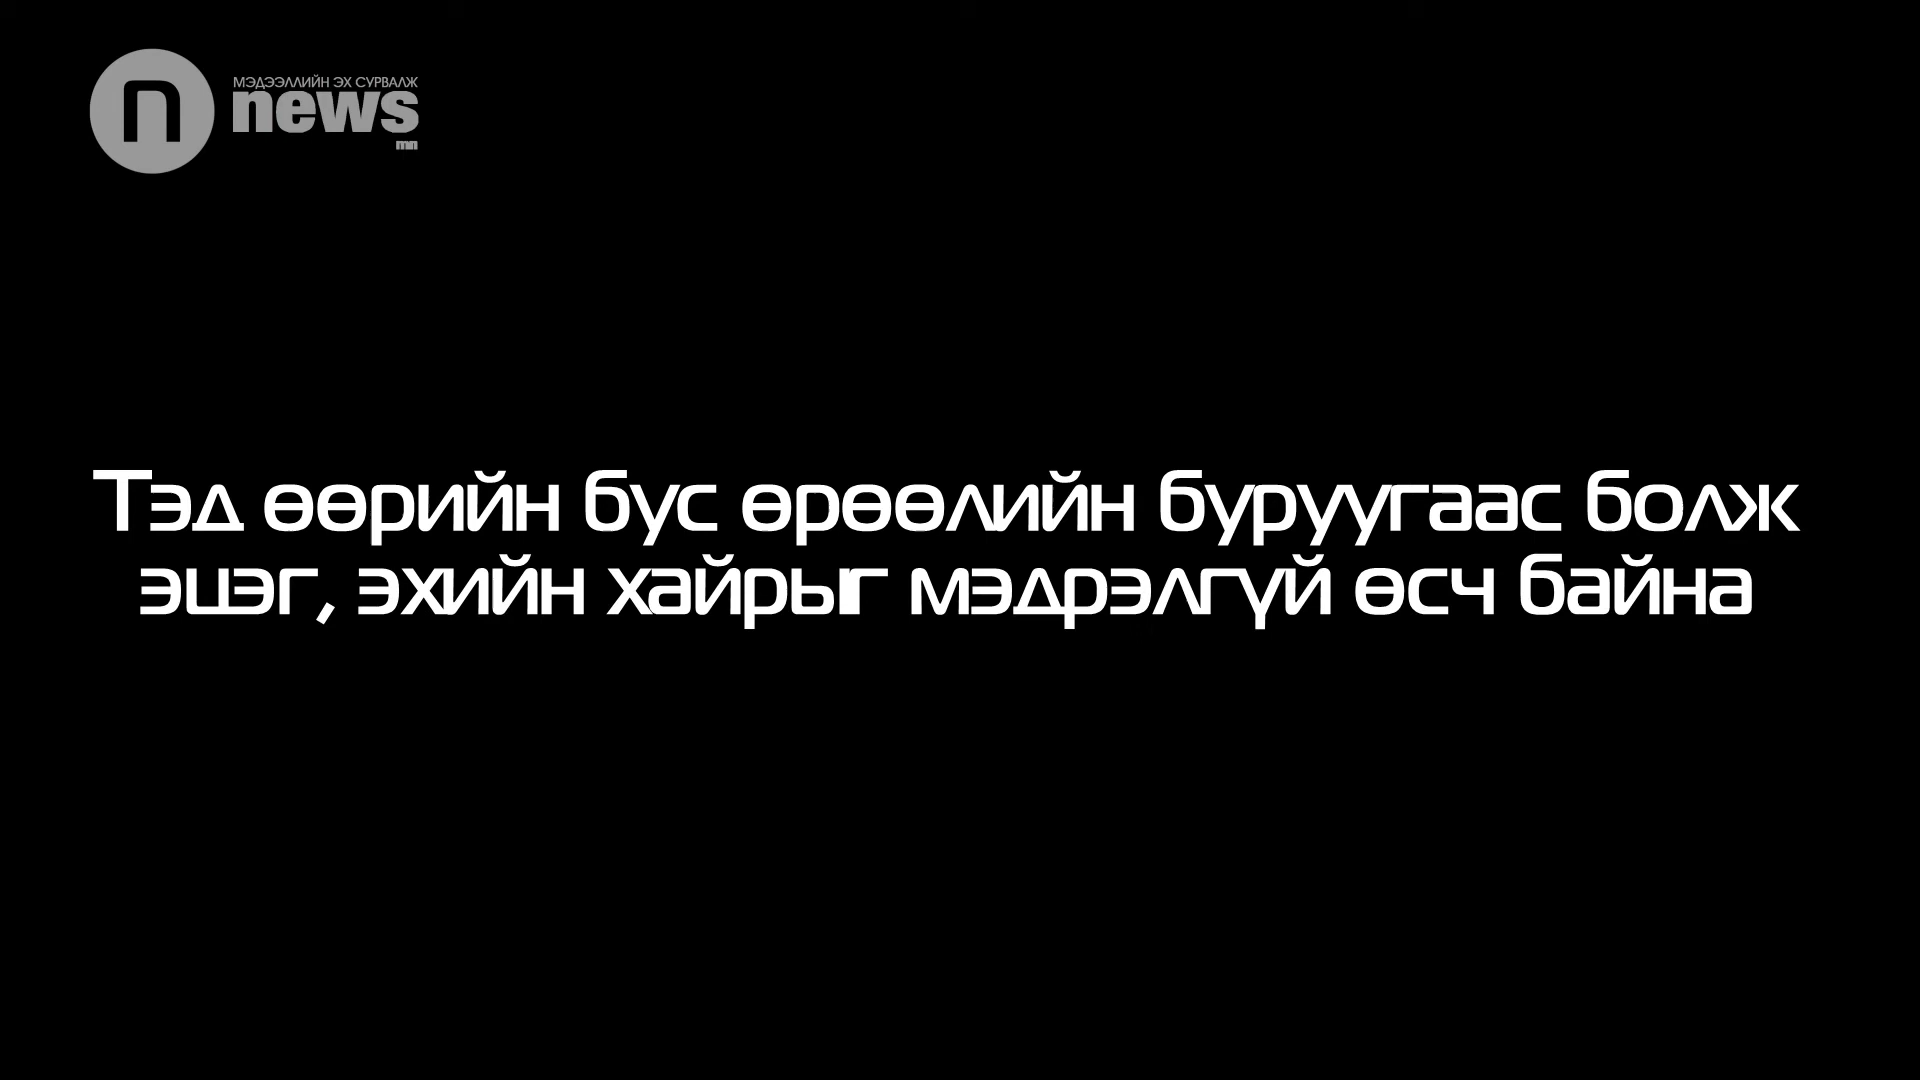 МЭДЭЭЛЛИЙН ЭХ СУРВАЛЖ
n news
mn
Тэд өөрийн бус өрөөлийн буруугаас болж
эцэг, эхийн хайрыг мэдрэлгүй өсч байна